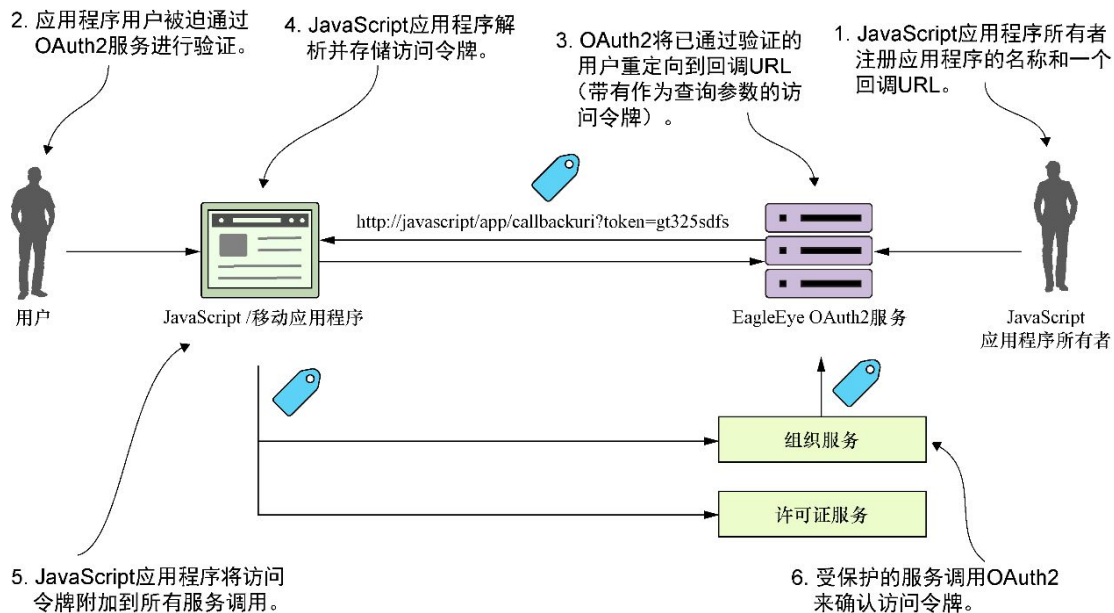 2. 应用程序用户被迫通过
OAuth2服务进行验证。
4. JavaScript应用程序解
析并存储访问令牌。
3. OAuth2将已通过验证的
用户重定向到回调URL
（带有作为查询参数的访
问令牌）。
1. JavaScript应用程序所有者
注册应用程序的名称和一个
回调URL。
http://javascript/app/callbackuri?token=gt325sdfs
用户
JavaScript /移动应用程序
EagleEye OAuth2服务
JavaScript
应用程序所有者
组织服务
许可证服务
5. JavaScript应用程序将访问
令牌附加到所有服务调用。
6. 受保护的服务调用OAuth2
来确认访问令牌。